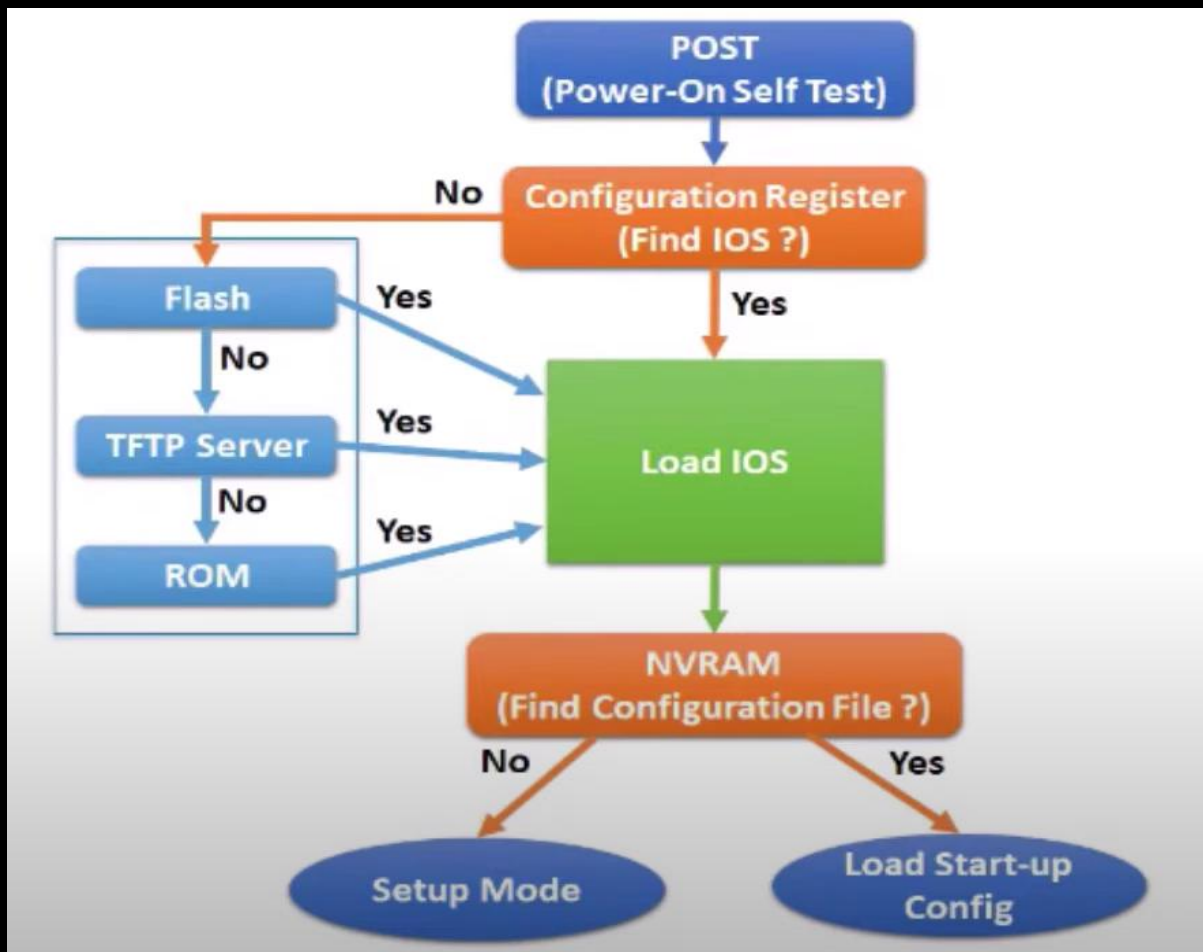 POST
(Power-On Self Test)
No
Configuration Register
(Find IOS ?)
Flash
Yes
Yes
No
TFTP Server
Yes
Load IOS
No
ROM
Yes
NVRAM
(Find Configuration File ?)
No
Yes
Setup Mode
Load Start-up
Config